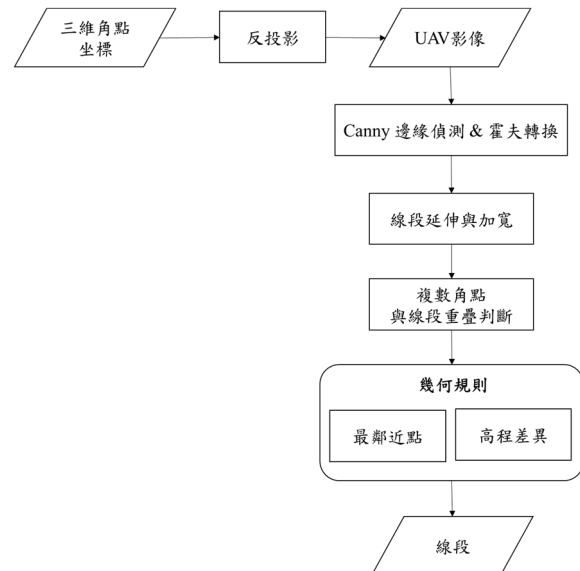 三維角點
坐標
反投影
UAV影像
Canny 邊緣偵測 & 霍夫轉換
線段延伸與加寬
複數角點
與線段重疊判斷
幾何規則
最鄰近點
高程差異
線段